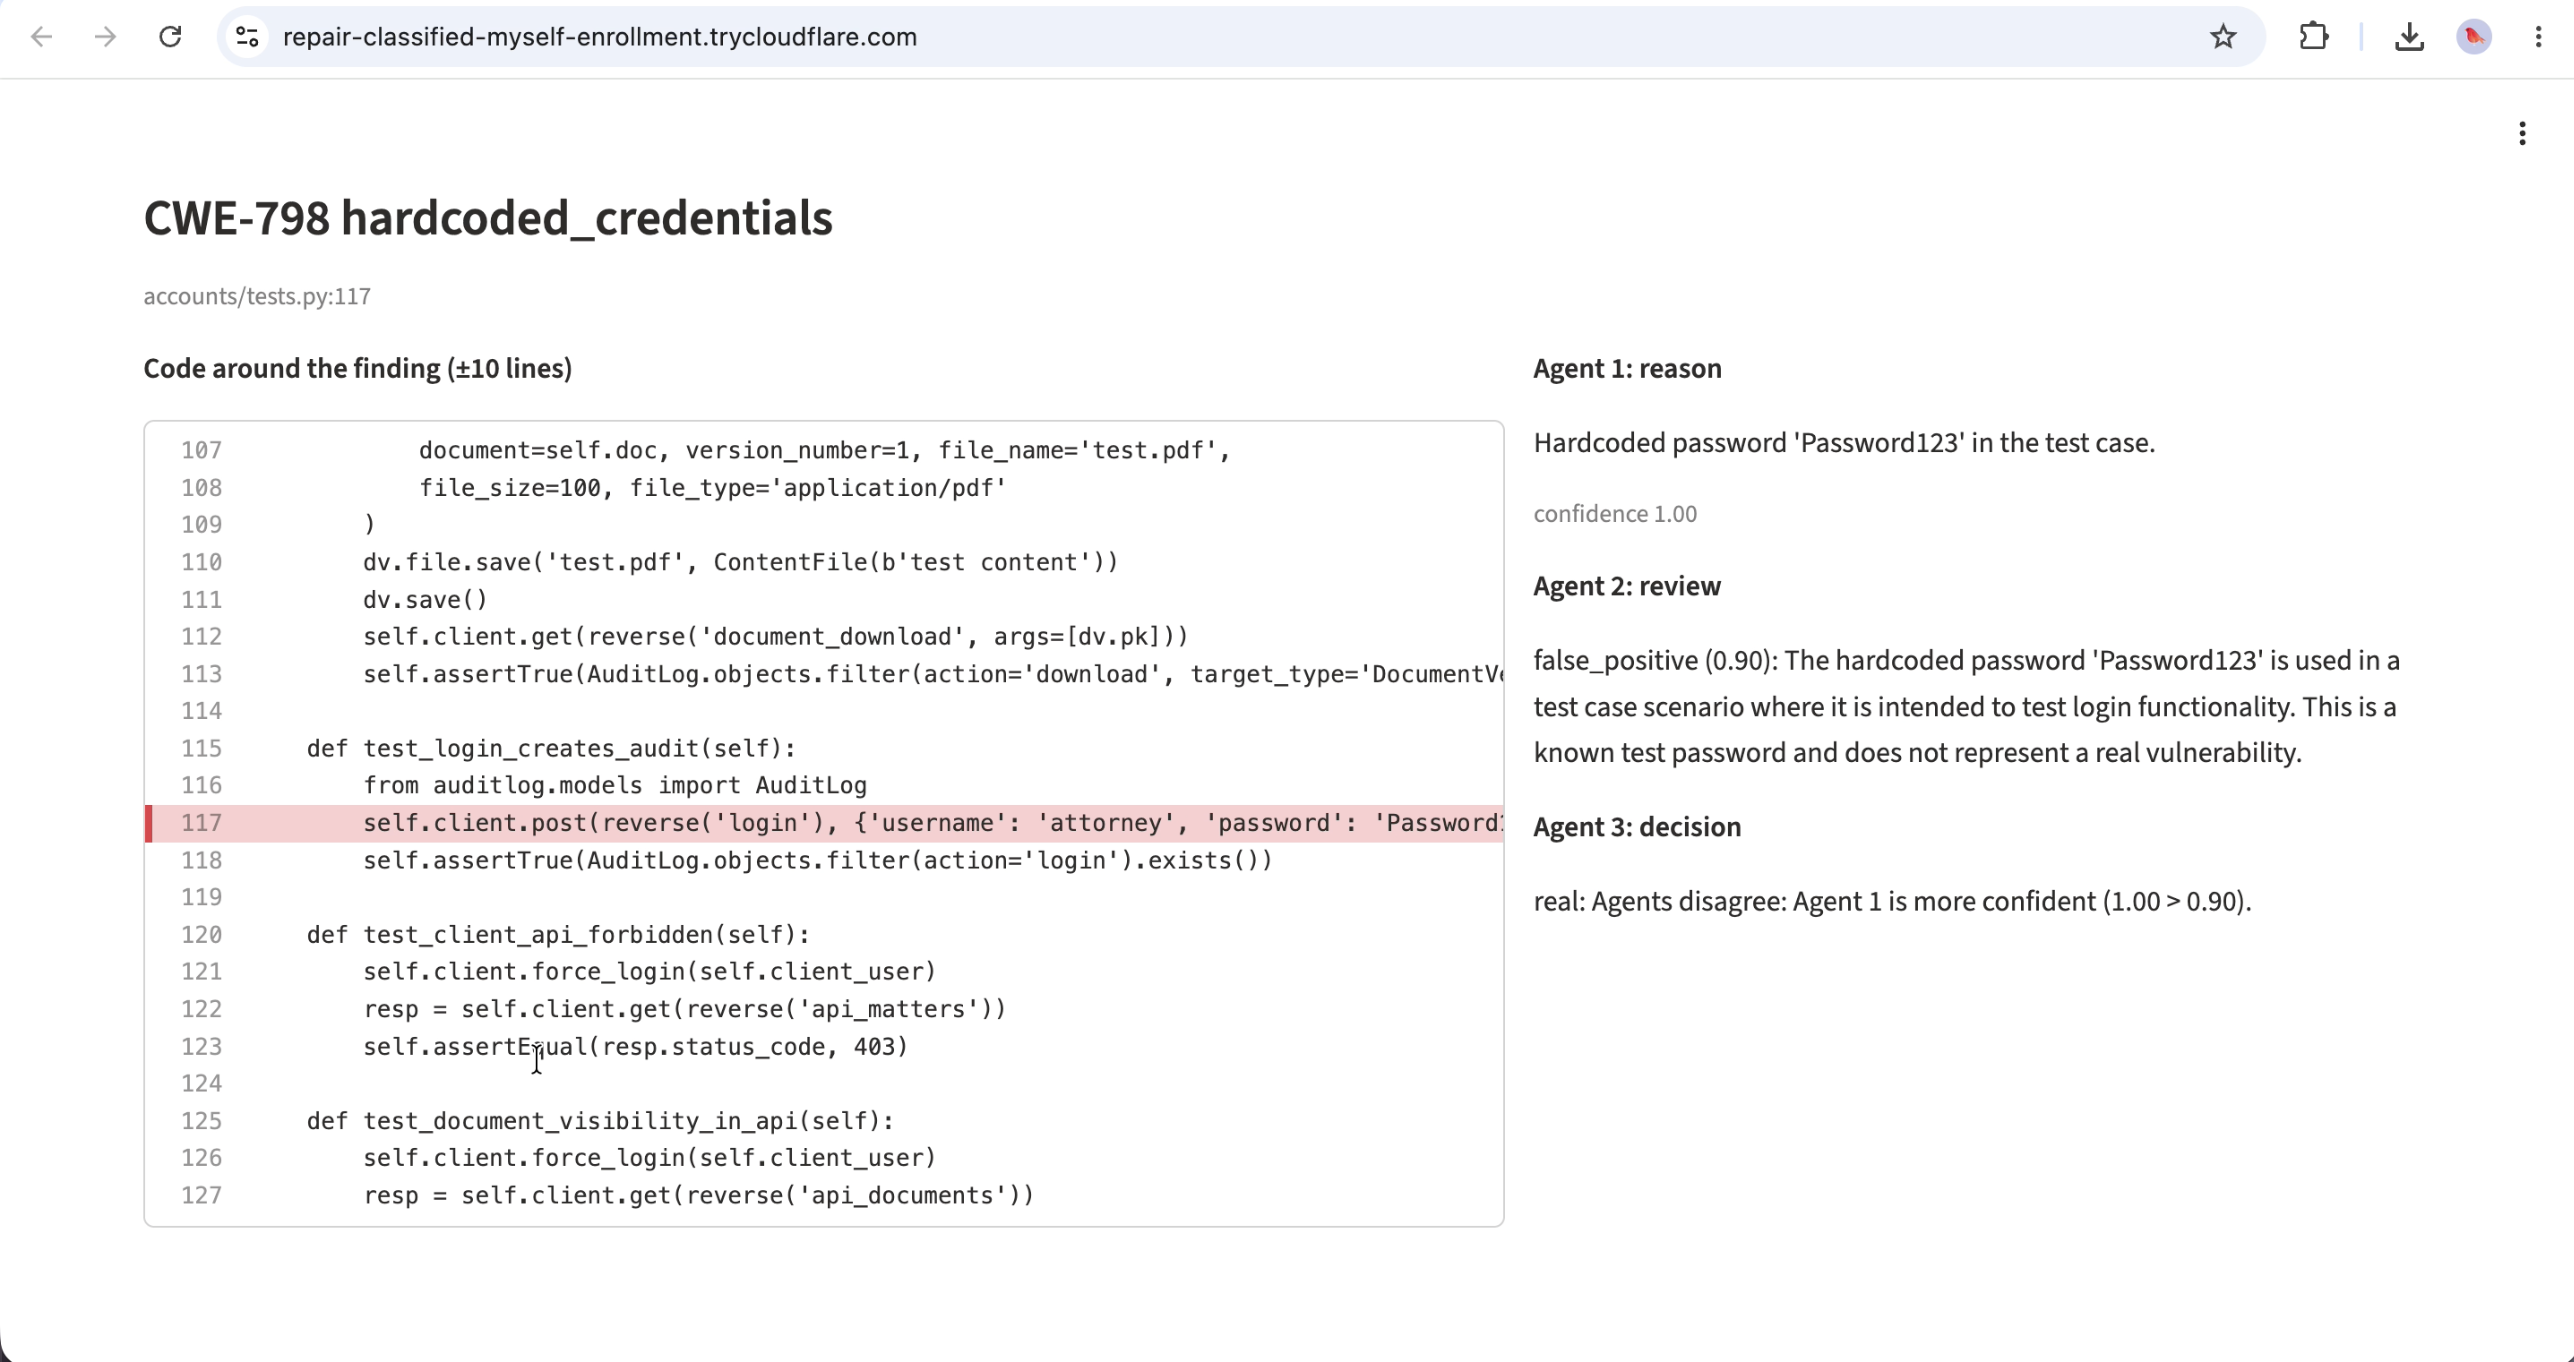 repair-classified-myself-enrollment.trycloudflare.com
CWE-798 hardcoded_credentials
accounts/tests.py:117
Code around the finding (±10 lines)
107 document=self.doc, version_number=1, file_name='test.pdf',
108 file_size=100, file_type='application/pdf'
109 )
110 dv.file.save('test.pdf', ContentFile(b'test content'))
111 dv.save()
112 self.client.get(reverse('document_download', args=[dv.pk]))
113 self.assertTrue(AuditLog.objects.filter(action='download', target_type='DocumentVe
114
115 def test_login_creates_audit(self):
116 from auditlog.models import AuditLog
117 self.client.post(reverse('login'), {'username': 'attorney', 'password': 'Password1
118 self.assertTrue(AuditLog.objects.filter(action='login').exists())
119
120 def test_client_api_forbidden(self):
121 self.client.force_login(self.client_user)
122 resp = self.client.get(reverse('api_matters'))
123 self.assertEqual(resp.status_code, 403)
124
125 def test_document_visibility_in_api(self):
126 self.client.force_login(self.client_user)
127 resp = self.client.get(reverse('api_documents'))
Agent 1: reason
Hardcoded password 'Password123' in the test case.
confidence 1.00
Agent 2: review
false_positive (0.90): The hardcoded password 'Password123' is used in a
test case scenario where it is intended to test login functionality. This is a
known test password and does not represent a real vulnerability.
Agent 3: decision
real: Agents disagree: Agent 1 is more confident (1.00 > 0.90).